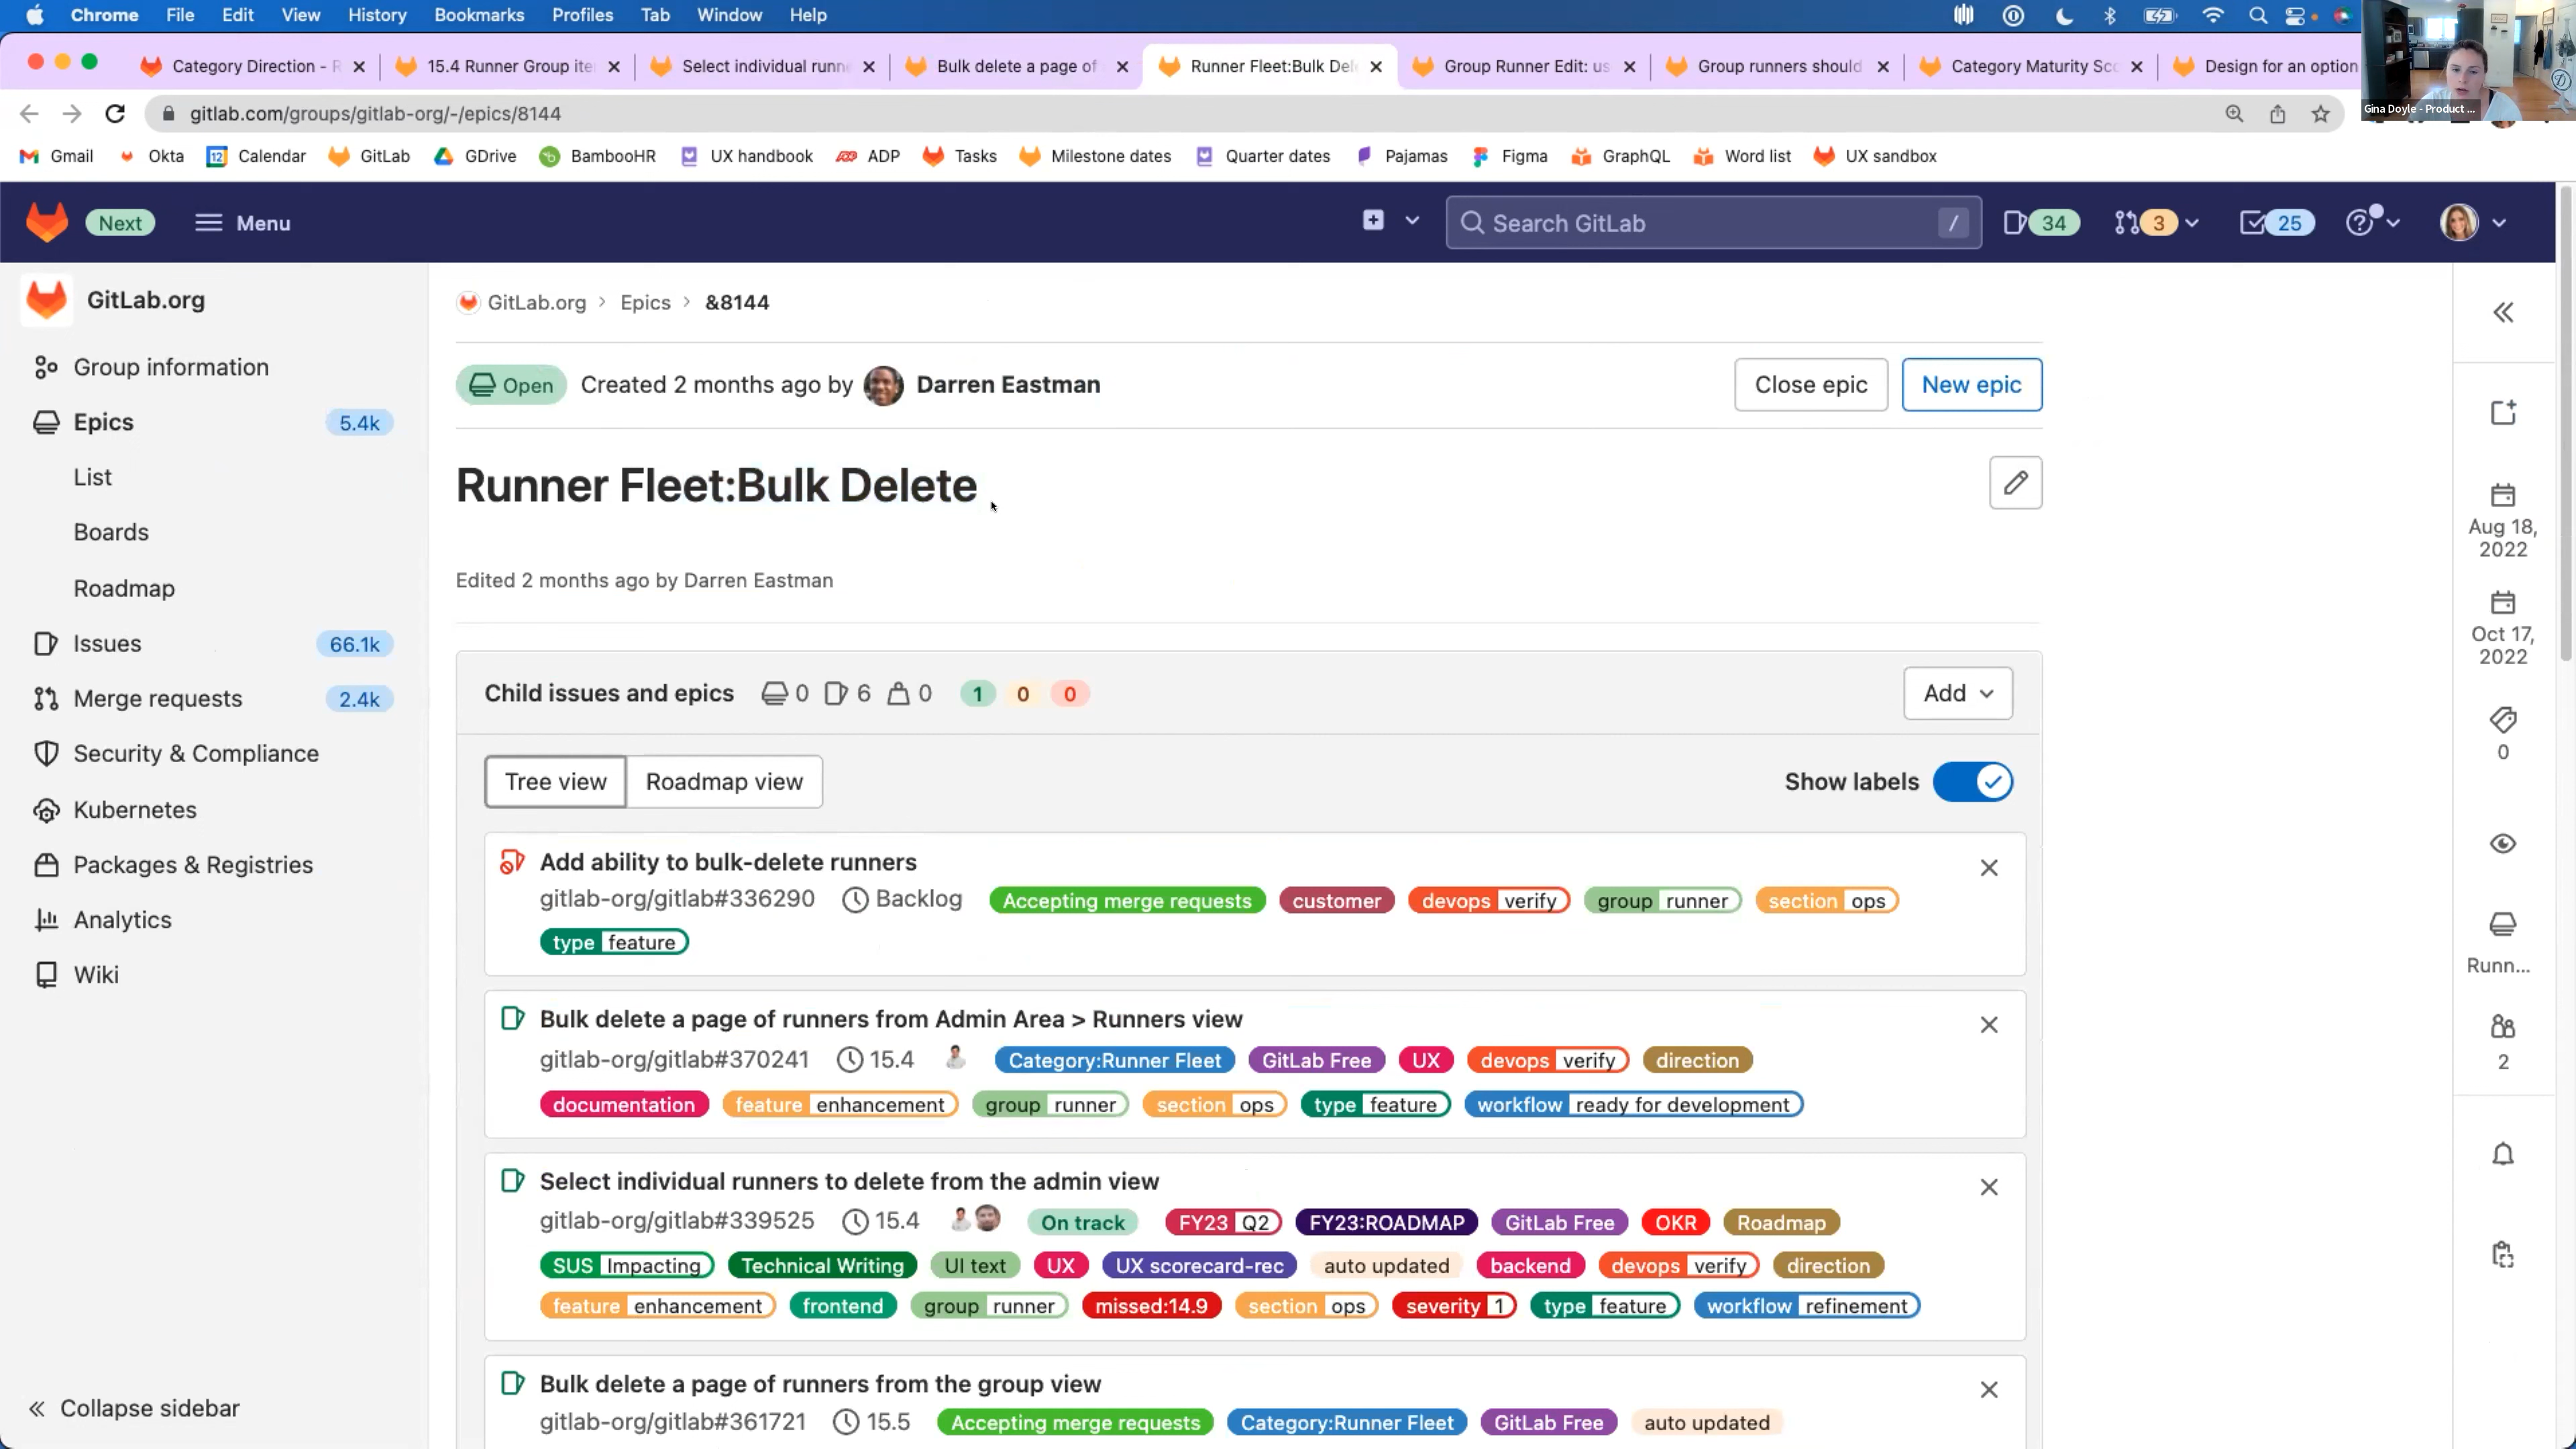 Chrome File Edit View History Bookmarks Profiles Tab Window Help
Category Direction - R
15.4 Runner Group ite
Select individual runn
Bulk delete a page of
Runner Fleet:Bulk Del
Group Runner Edit: us
Group runners should
Category Maturity Sc
Design for an option
Gina Doyle - Product ...
gitlab.com/groups/gitlab-org/-/epics/8144
Gmail Okta 12 Calendar GitLab GDrive BambooHR UX handbook ADP Tasks Milestone dates Quarter dates Pajamas Figma GraphQL Word list UX sandbox
Next Menu Search GitLab / 34 3 25
GitLab.org
Group information
Epics 5.4k
List
Boards
Roadmap
Issues 66.1k
Merge requests 2.4k
Security & Compliance
Kubernetes
Packages & Registries
Analytics
Wiki
Collapse sidebar
GitLab.org > Epics > &8144
Open Created 2 months ago by Darren Eastman Close epic New epic
Runner Fleet:Bulk Delete
Edited 2 months ago by Darren Eastman
Child issues and epics 0 6 0 1 0 0 Add
Tree view Roadmap view Show labels
Add ability to bulk-delete runners
gitlab-org/gitlab#336290 Backlog Accepting merge requests customer devops verify group runner section ops
type feature
Bulk delete a page of runners from Admin Area > Runners view
gitlab-org/gitlab#370241 15.4 Category:Runner Fleet GitLab Free UX devops verify direction
documentation feature enhancement group runner section ops type feature workflow ready for development
Select individual runners to delete from the admin view
gitlab-org/gitlab#339525 15.4 On track FY23 Q2 FY23:ROADMAP GitLab Free OKR Roadmap
SUS Impacting Technical Writing UI text UX UX scorecard-rec auto updated backend devops verify direction
feature enhancement frontend group runner missed:14.9 section ops severity 1 type feature workflow refinement
Bulk delete a page of runners from the group view
gitlab-org/gitlab#361721 15.5 Accepting merge requests Category:Runner Fleet GitLab Free auto updated
Aug 18,
2022
Oct 17,
2022
0
Runn...
2